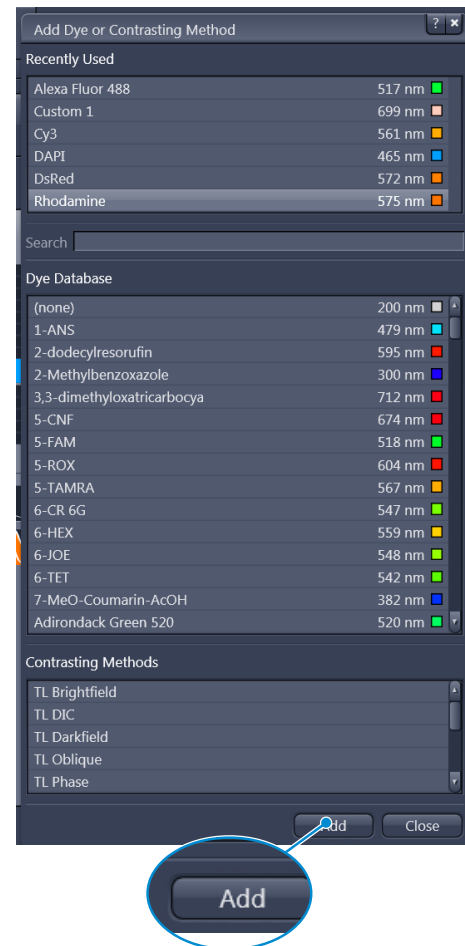 Add Dye or Contrasting Method ? ×
Recently Used
Alexa Fluor 488 517 nm
Custom 1 699 nm
Cy3 561 nm
DAPI 465 nm
DsRed 572 nm
Rhodamine 575 nm
Search
Dye Database
(none) 200 nm
1-ANS 479 nm
2-dodecylresorufin 595 nm
2-Methylbenzoxazole 300 nm
3,3-dimethyloxatricarbocya 712 nm
5-CNF 674 nm
5-FAM 518 nm
5-ROX 604 nm
5-TAMRA 567 nm
6-CR 6G 547 nm
6-HEX 559 nm
6-JOE 548 nm
6-TET 542 nm
7-MeO-Coumarin-AcOH 382 nm
Adirondack Green 520 520 nm
Contrasting Methods
TL Brightfield
TL DIC
TL Darkfield
TL Oblique
TL Phase
Add Close
Add